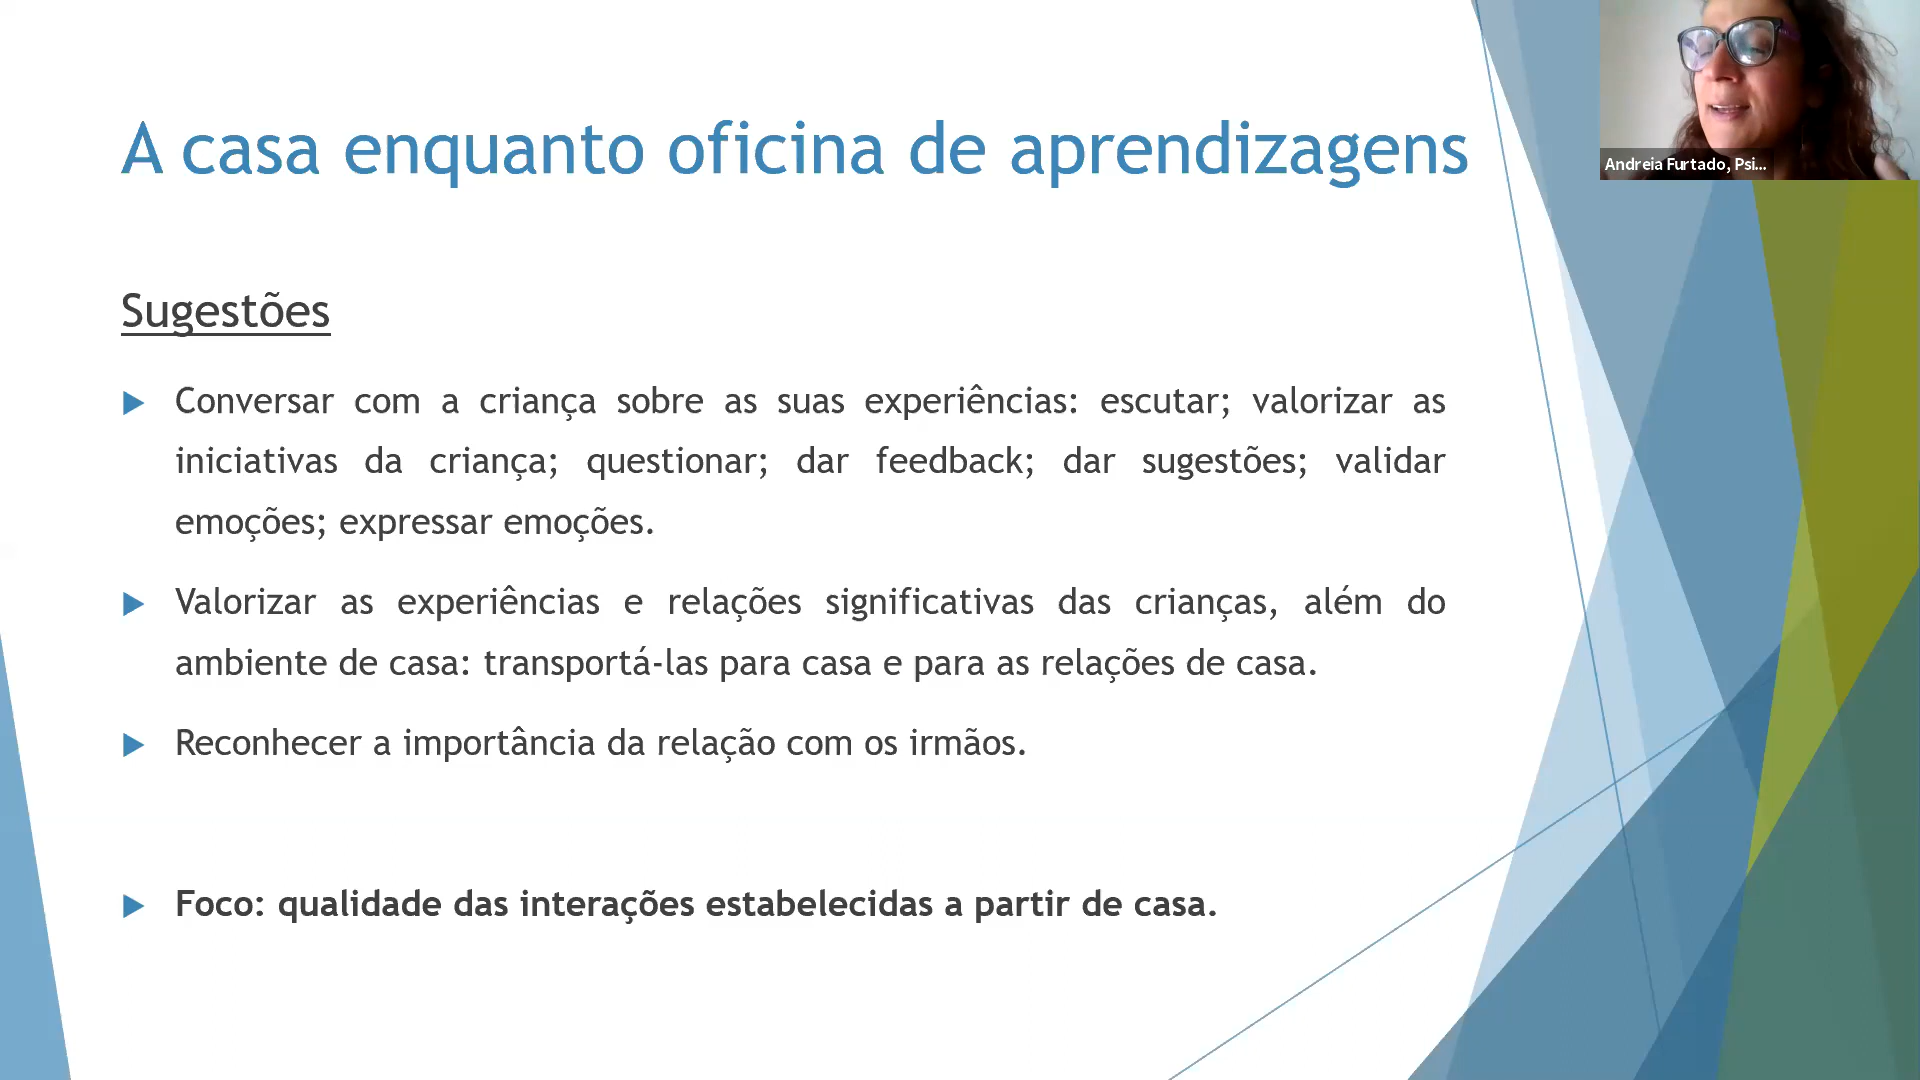 A casa enquanto oficina de aprendizagens
Andreia Furtado, Psi...
Sugestões
Conversar com a criança sobre as suas experiências: escutar; valorizar as
iniciativas da criança; questionar; dar feedback; dar sugestões; validar
emoções; expressar emoções.
Valorizar as experiências e relações significativas das crianças, além do
ambiente de casa: transportá-las para casa e para as relações de casa.
Reconhecer a importância da relação com os irmãos.
Foco: qualidade das interações estabelecidas a partir de casa.